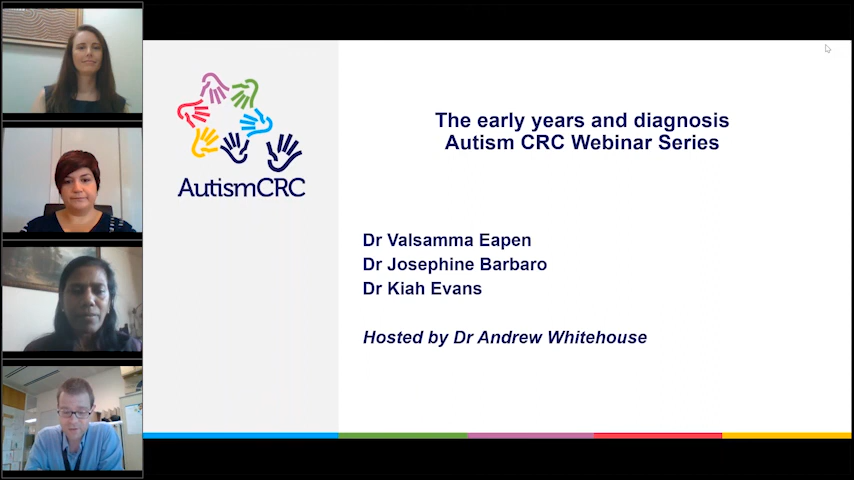 AutismCRC
The early years and diagnosis
Autism CRC Webinar Series
Dr Valsamma Eapen
Dr Josephine Barbaro
Dr Kiah Evans
Hosted by Dr Andrew Whitehouse